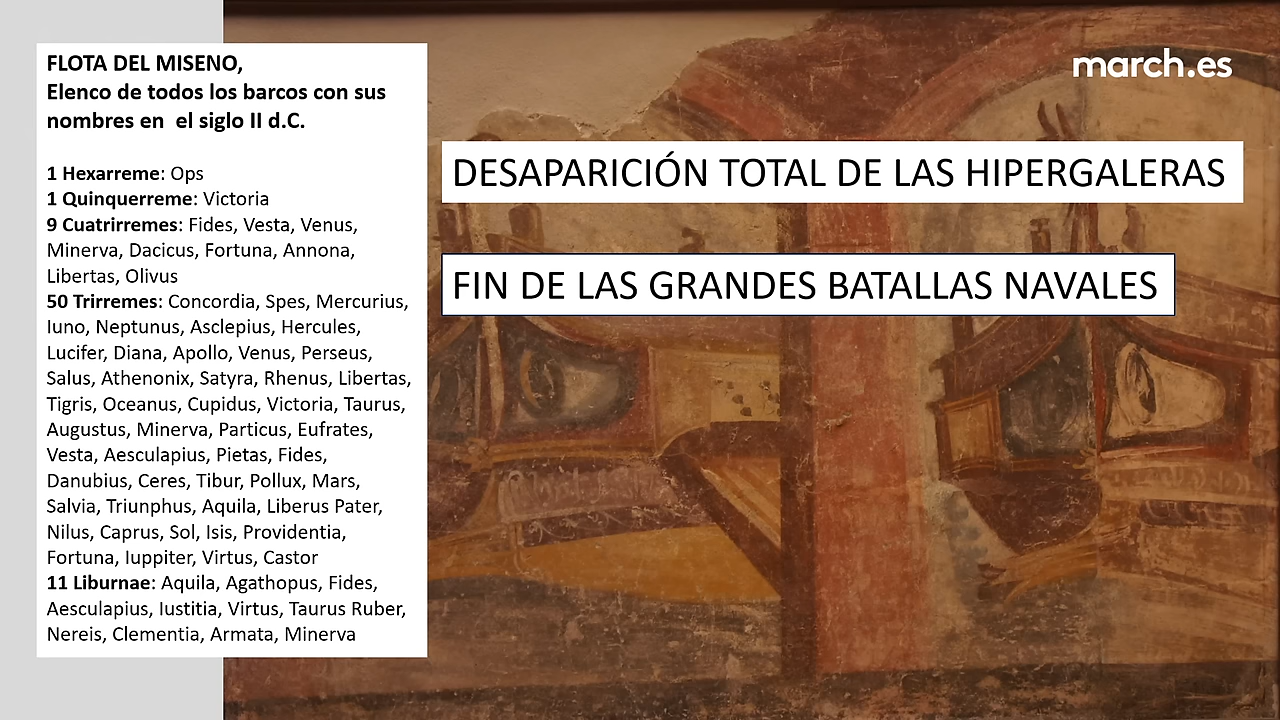 FLOTA DEL MISENO,
Elenco de todos los barcos con sus
nombres en el siglo II d.C.
1 Hexarreme: Ops
1 Quinquerreme: Victoria
9 Cuatrirremes: Fides, Vesta, Venus,
Minerva, Dacicus, Fortuna, Annona,
Libertas, Olivus
50 Trirremes: Concordia, Spes, Mercurius,
Iuno, Neptunus, Asclepius, Hercules,
Lucifer, Diana, Apollo, Venus, Perseus,
Salus, Athenonix, Satyra, Rhenus, Libertas,
Tigris, Oceanus, Cupidus, Victoria, Taurus,
Augustus, Minerva, Particus, Eufrates,
Vesta, Aesculapius, Pietas, Fides,
Danubius, Ceres, Tibur, Pollux, Mars,
Salvia, Triunphus, Aquila, Liberus Pater,
Nilus, Caprus, Sol, Isis, Providentia,
Fortuna, Iuppiter, Virtus, Castor
11 Liburnae: Aquila, Agathopus, Fides,
Aesculapius, Iustitia, Virtus, Taurus Ruber,
Nereis, Clementia, Armata, Minerva
march.es
DESAPARICIÓN TOTAL DE LAS HIPERGALERAS
FIN DE LAS GRANDES BATALLAS NAVALES